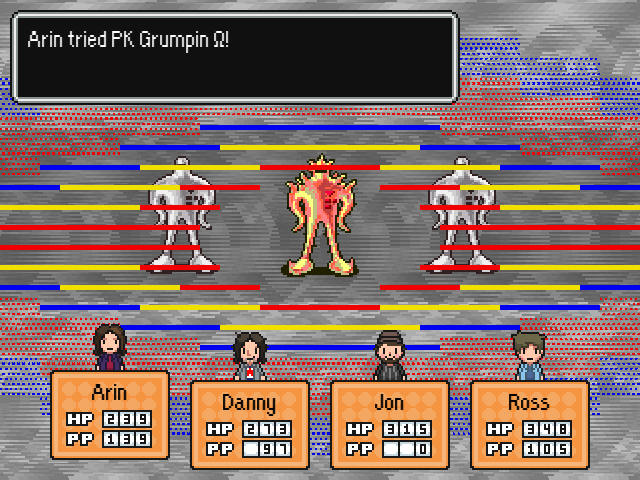 Arin tried PK Grumpin Ω!
Arin
HP 239
PP 139
Danny
HP 273
PP 97
Jon
HP 315
PP 0
Ross
HP 348
PP 105